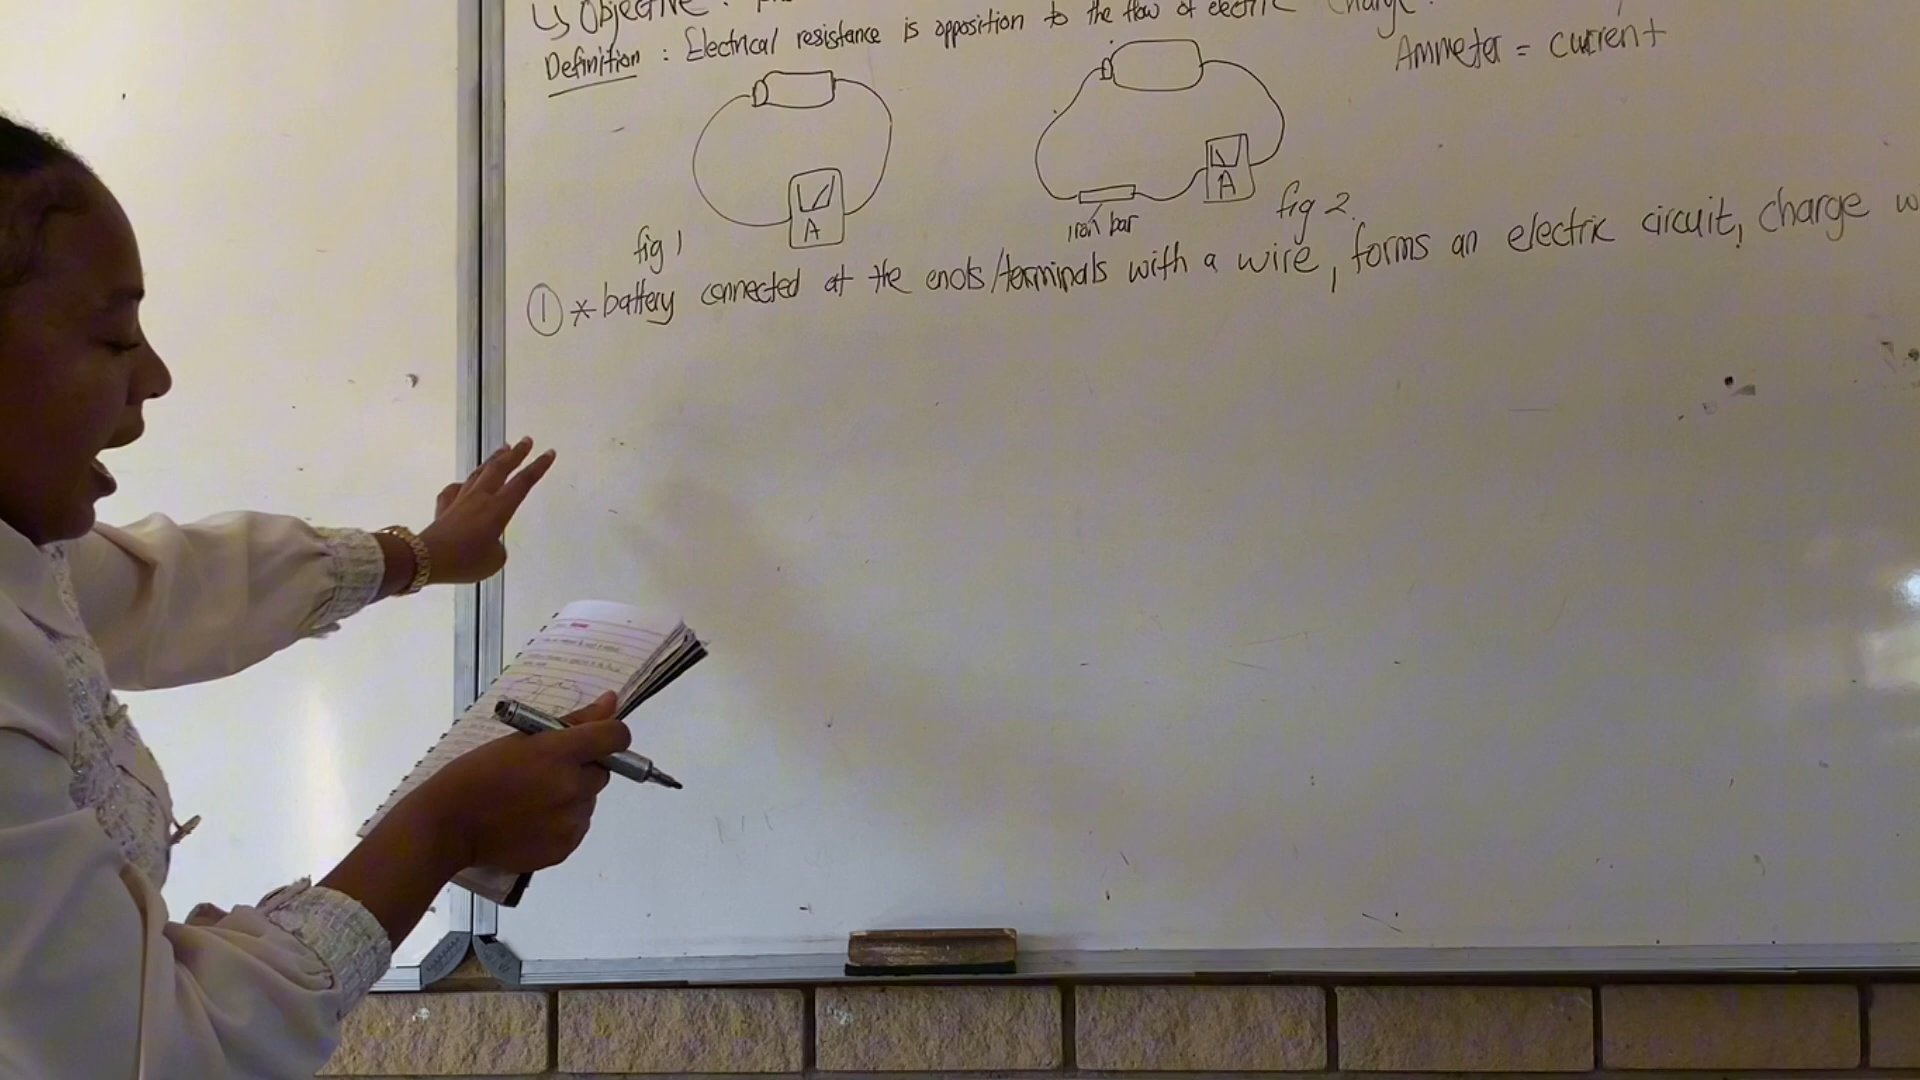 ↳ Objective :
Definition : Electrical resistance is opposition to the flow of electric charge.
Ammeter = current
A
fig 1
iron bar
A
fig 2.
① * battery connected at the ends/terminals with a wire, forms an electric circuit, charge